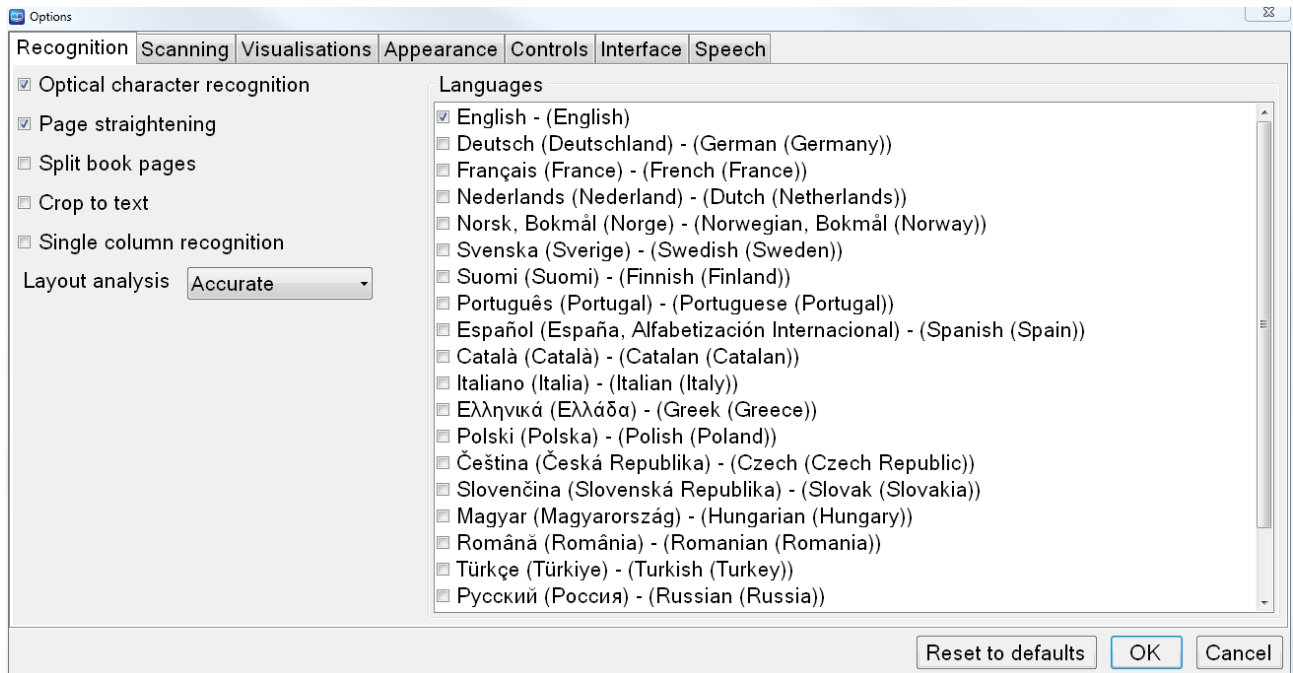 Options
Recognition Scanning Visualisations Appearance Controls Interface Speech
Optical character recognition
Page straightening
Split book pages
Crop to text
Single column recognition
Layout analysis Accurate
Languages
English - (English)
Deutsch (Deutschland) - (German (Germany))
Français (France) - (French (France))
Nederlands (Nederland) - (Dutch (Netherlands))
Norsk, Bokmål (Norge) - (Norwegian, Bokmål (Norway))
Svenska (Sverige) - (Swedish (Sweden))
Suomi (Suomi) - (Finnish (Finland))
Português (Portugal) - (Portuguese (Portugal))
Español (España, Alfabetización Internacional) - (Spanish (Spain))
Català (Català) - (Catalan (Catalan))
Italiano (Italia) - (Italian (Italy))
Ελληνικά (Ελλάδα) - (Greek (Greece))
Polski (Polska) - (Polish (Poland))
Čeština (Česká Republika) - (Czech (Czech Republic))
Slovenčina (Slovenská Republika) - (Slovak (Slovakia))
Magyar (Magyarország) - (Hungarian (Hungary))
Română (România) - (Romanian (Romania))
Türkçe (Türkiye) - (Turkish (Turkey))
Русский (Россия) - (Russian (Russia))
Reset to defaults OK Cancel